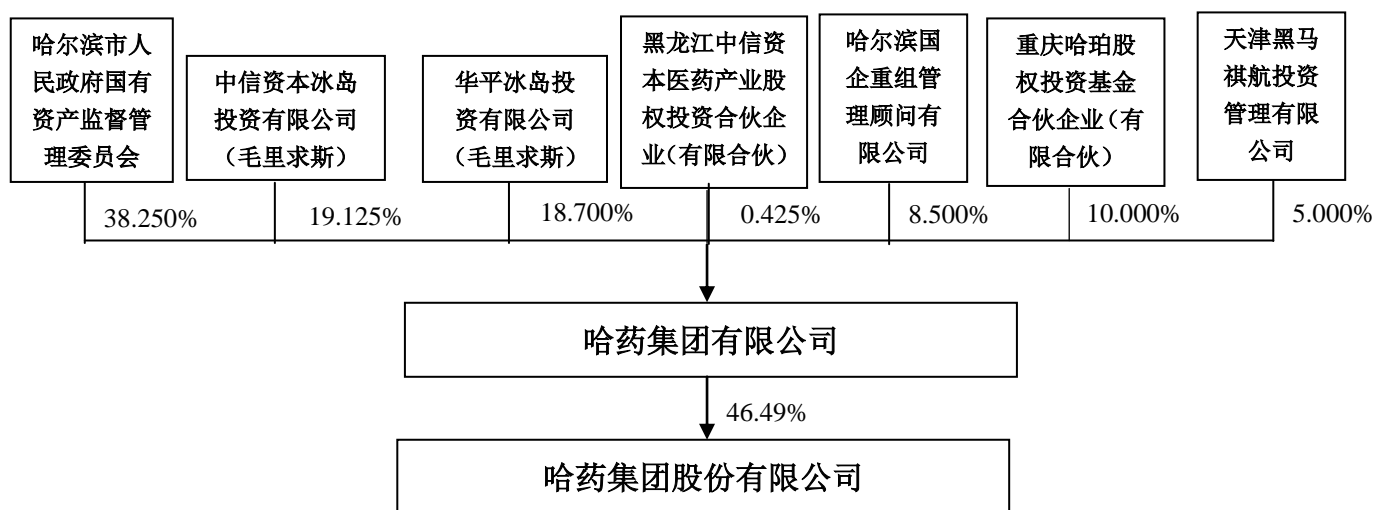 哈尔滨市人
民政府国有
资产监督管
理委员会
中信资本冰岛
投资有限公司
（毛里求斯）
华平冰岛投
资有限公司
（毛里求斯）
黑龙江中信资
本医药产业股
权投资合伙企
业（有限合伙）
哈尔滨国
企重组管
理顾问有
限公司
重庆哈珀股
权投资基金
合伙企业（有
限合伙）
天津黑马
祺航投资
管理有限
公司
38.250%
19.125%
18.700%
0.425%
8.500%
10.000%
5.000%
哈药集团有限公司
46.49%
哈药集团股份有限公司